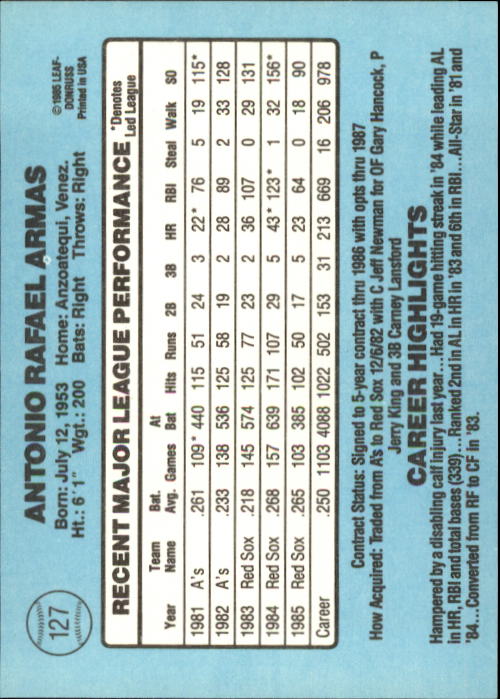 127
ANTONIO RAFAEL ARMAS
©1985 LEAF-
DONRUSS
Printed in USA
Born: July 12, 1953 Home: Anzoatequi, Venez.
Ht.: 6'1" Wgt.: 200 Bats: Right Throws: Right
RECENT MAJOR LEAGUE PERFORMANCE
*Denotes
Led League
Year Team Name Bat. Avg. Games At Bat Hits Runs 2B 3B HR RBI Steal Walk SO
1981 A's .261 109* 440 115 51 24 3 22* 76 5 19 115*
1982 A's .233 138 536 125 58 19 2 28 89 2 33 128
1983 Red Sox .218 145 574 125 77 23 2 36 107 0 29 131
1984 Red Sox .268 157 639 171 107 29 5 43* 123* 1 32 156*
1985 Red Sox .265 103 385 102 50 17 5 23 64 0 18 90
Career .250 1103 4088 1022 502 153 31 213 669 16 206 978
Contract Status: Signed to 5-year contract thru 1986 with opts thru 1987
How Acquired: Traded from A's to Red Sox 12/6/82 with C Jeff Newman for OF Gary Hancock, P
Jerry King and 3B Carney Lansford
CAREER HIGHLIGHTS
Hampered by a disabling calf injury last year...Had 19-game hitting streak in '84 while leading AL
in HR, RBI and total bases (339)...Ranked 2nd in AL in HR in '83 and 6th in RBI...All-Star in '81 and
'84...Converted from RF to CF in '83.